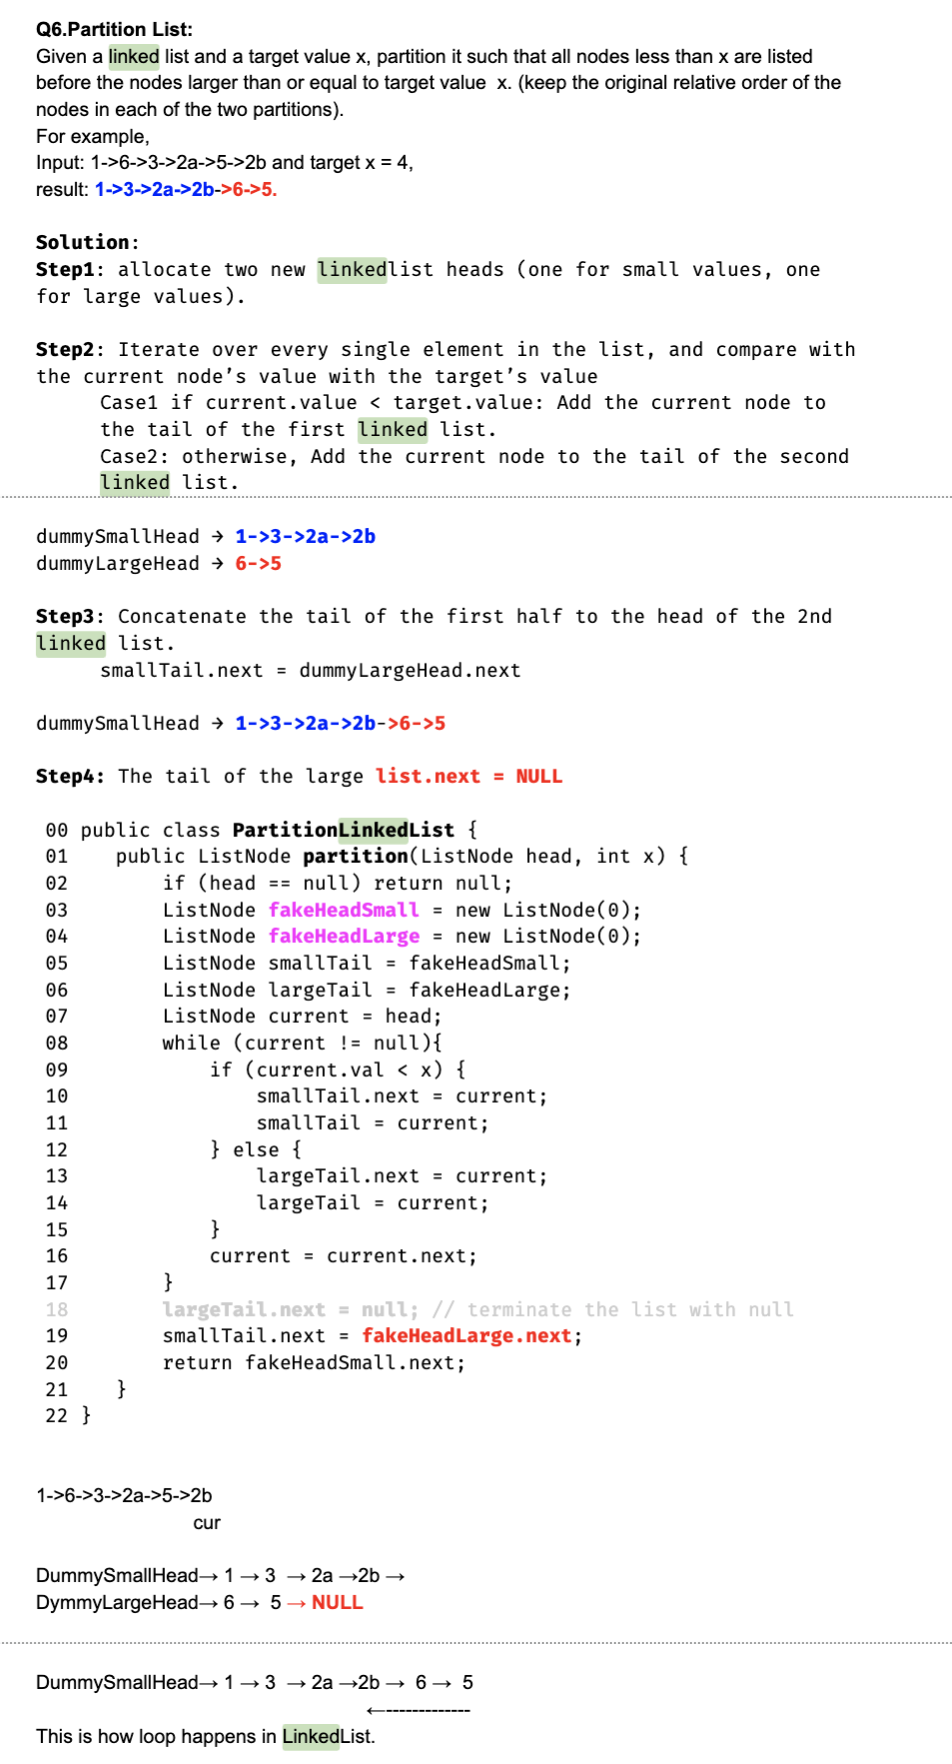 Q6.Partition List:
Given a linked list and a target value x, partition it such that all nodes less than x are listed
before the nodes larger than or equal to target value  x. (keep the original relative order of the
nodes in each of the two partitions).
For example,
Input: 1->6->3->2a->5->2b and target x = 4,
result: 1->3->2a->2b->6->5.
Solution:
Step1: allocate two new linkedlist heads (one for small values, one
for large values).
Step2: Iterate over every single element in the list, and compare with
the current node’s value with the target’s value
Case1 if current.value < target.value: Add the current node to
the tail of the first linked list.
Case2: otherwise, Add the current node to the tail of the second
linked list.
dummySmallHead → 1->3->2a->2b
dummyLargeHead → 6->5
Step3: Concatenate the tail of the first half to the head of the 2nd
linked list.
smallTail.next = dummyLargeHead.next
dummySmallHead → 1->3->2a->2b->6->5
Step4: The tail of the large list.next = NULL
00 public class PartitionLinkedList {
01    public ListNode partition(ListNode head, int x) {
02        if (head == null) return null;
03        ListNode fakeHeadSmall = new ListNode(0);
04        ListNode fakeHeadLarge = new ListNode(0);
05        ListNode smallTail = fakeHeadSmall;
06        ListNode largeTail = fakeHeadLarge;
07        ListNode current = head;
08        while (current != null){
09            if (current.val < x) {
10                smallTail.next = current;
11                smallTail = current;
12            } else {
13                largeTail.next = current;
14                largeTail = current;
15            }
16            current = current.next;
17        }
18        largeTail.next = null; // terminate the list with null
19        smallTail.next = fakeHeadLarge.next;
20        return fakeHeadSmall.next;
21    }
22 }
1->6->3->2a->5->2b
cur
DummySmallHead→ 1 → 3  → 2a →2b →
DymmyLargeHead→ 6 →  5 → NULL
DummySmallHead→ 1 → 3  → 2a →2b →  6 →  5
←-------------
This is how loop happens in LinkedList.